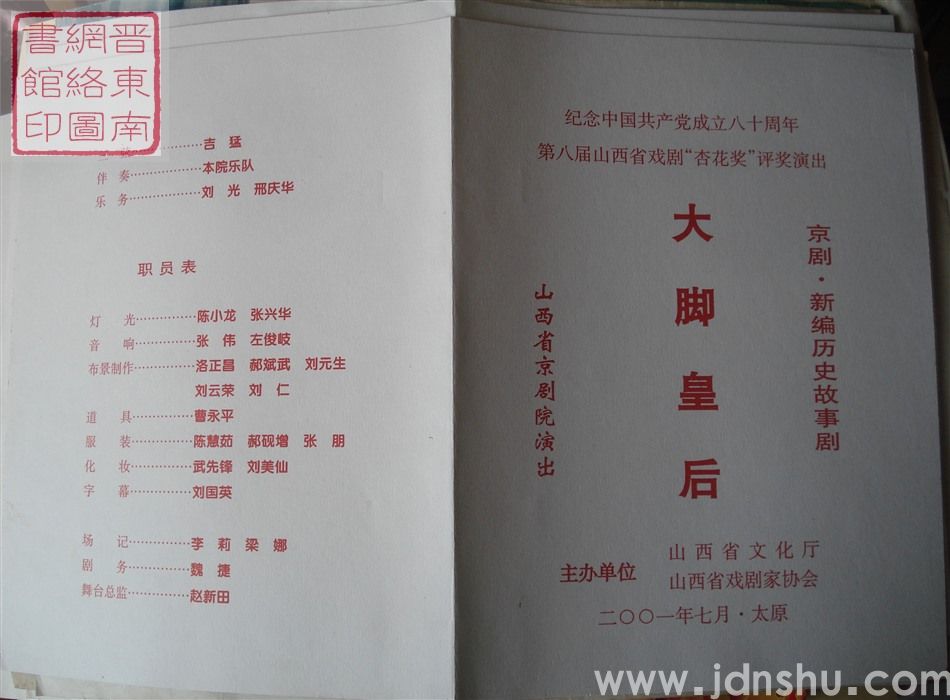 晋東南
網絡圖
書館印
吉 猛
伴 奏……………本院乐队
乐 务……………刘 光 邢庆华
职员表
灯 光……………陈小龙 张兴华
音 响……………张 伟 左俊岐
布景制作……………洛正昌 郝斌武 刘元生
刘云荣 刘 仁
道 具……………曹永平
服 装……………陈慧茹 郝砚增 张 朋
化 妆……………武先锋 刘美仙
字 幕……………刘国英
场 记……………李 莉 梁 娜
剧 务……………魏 捷
舞台总监……………赵新田
纪念中国共产党成立八十周年
第八届山西省戏剧“杏花奖”评奖演出
京剧·新编历史故事剧
大脚皇后
山西省京剧院演出
主办单位
山西省文化厅
山西省戏剧家协会
二〇〇一年七月·太原
www.jdnshu.com